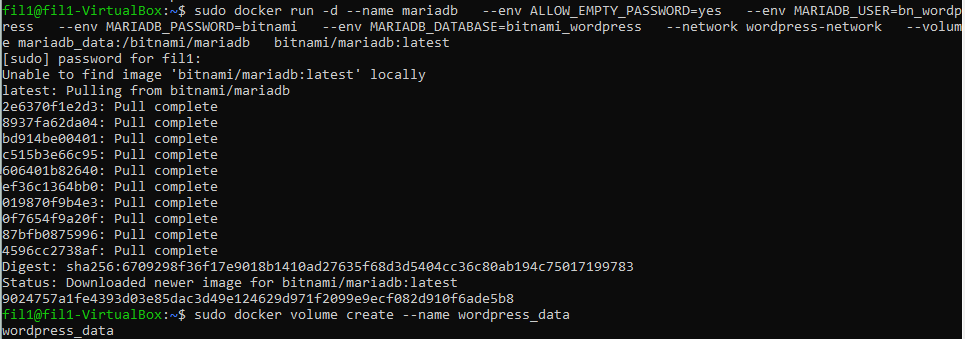 fil1@fil1-VirtualBox:~$ sudo docker run -d --name mariadb   --env ALLOW_EMPTY_PASSWORD=yes   --env MARIADB_USER=bn_wordp
ress   --env MARIADB_PASSWORD=bitnami   --env MARIADB_DATABASE=bitnami_wordpress   --network wordpress-network   --volum
e mariadb_data:/bitnami/mariadb   bitnami/mariadb:latest
[sudo] password for fil1:
Unable to find image 'bitnami/mariadb:latest' locally
latest: Pulling from bitnami/mariadb
2e6370f1e2d3: Pull complete
8937fa62da04: Pull complete
bd914be00401: Pull complete
c515b3e66c95: Pull complete
606401b82640: Pull complete
ef36c1364bb0: Pull complete
019870f9b4e3: Pull complete
0f7654f9a20f: Pull complete
87bfb0875996: Pull complete
4596cc2738af: Pull complete
Digest: sha256:6709298f36f17e9018b1410ad27635f68d3d5404cc36c80ab194c75017199783
Status: Downloaded newer image for bitnami/mariadb:latest
9024757a1fe4393d03e85dac3d49e124629d971f2099e9ecf082d910f6ade5b8
fil1@fil1-VirtualBox:~$ sudo docker volume create --name wordpress_data
wordpress_data